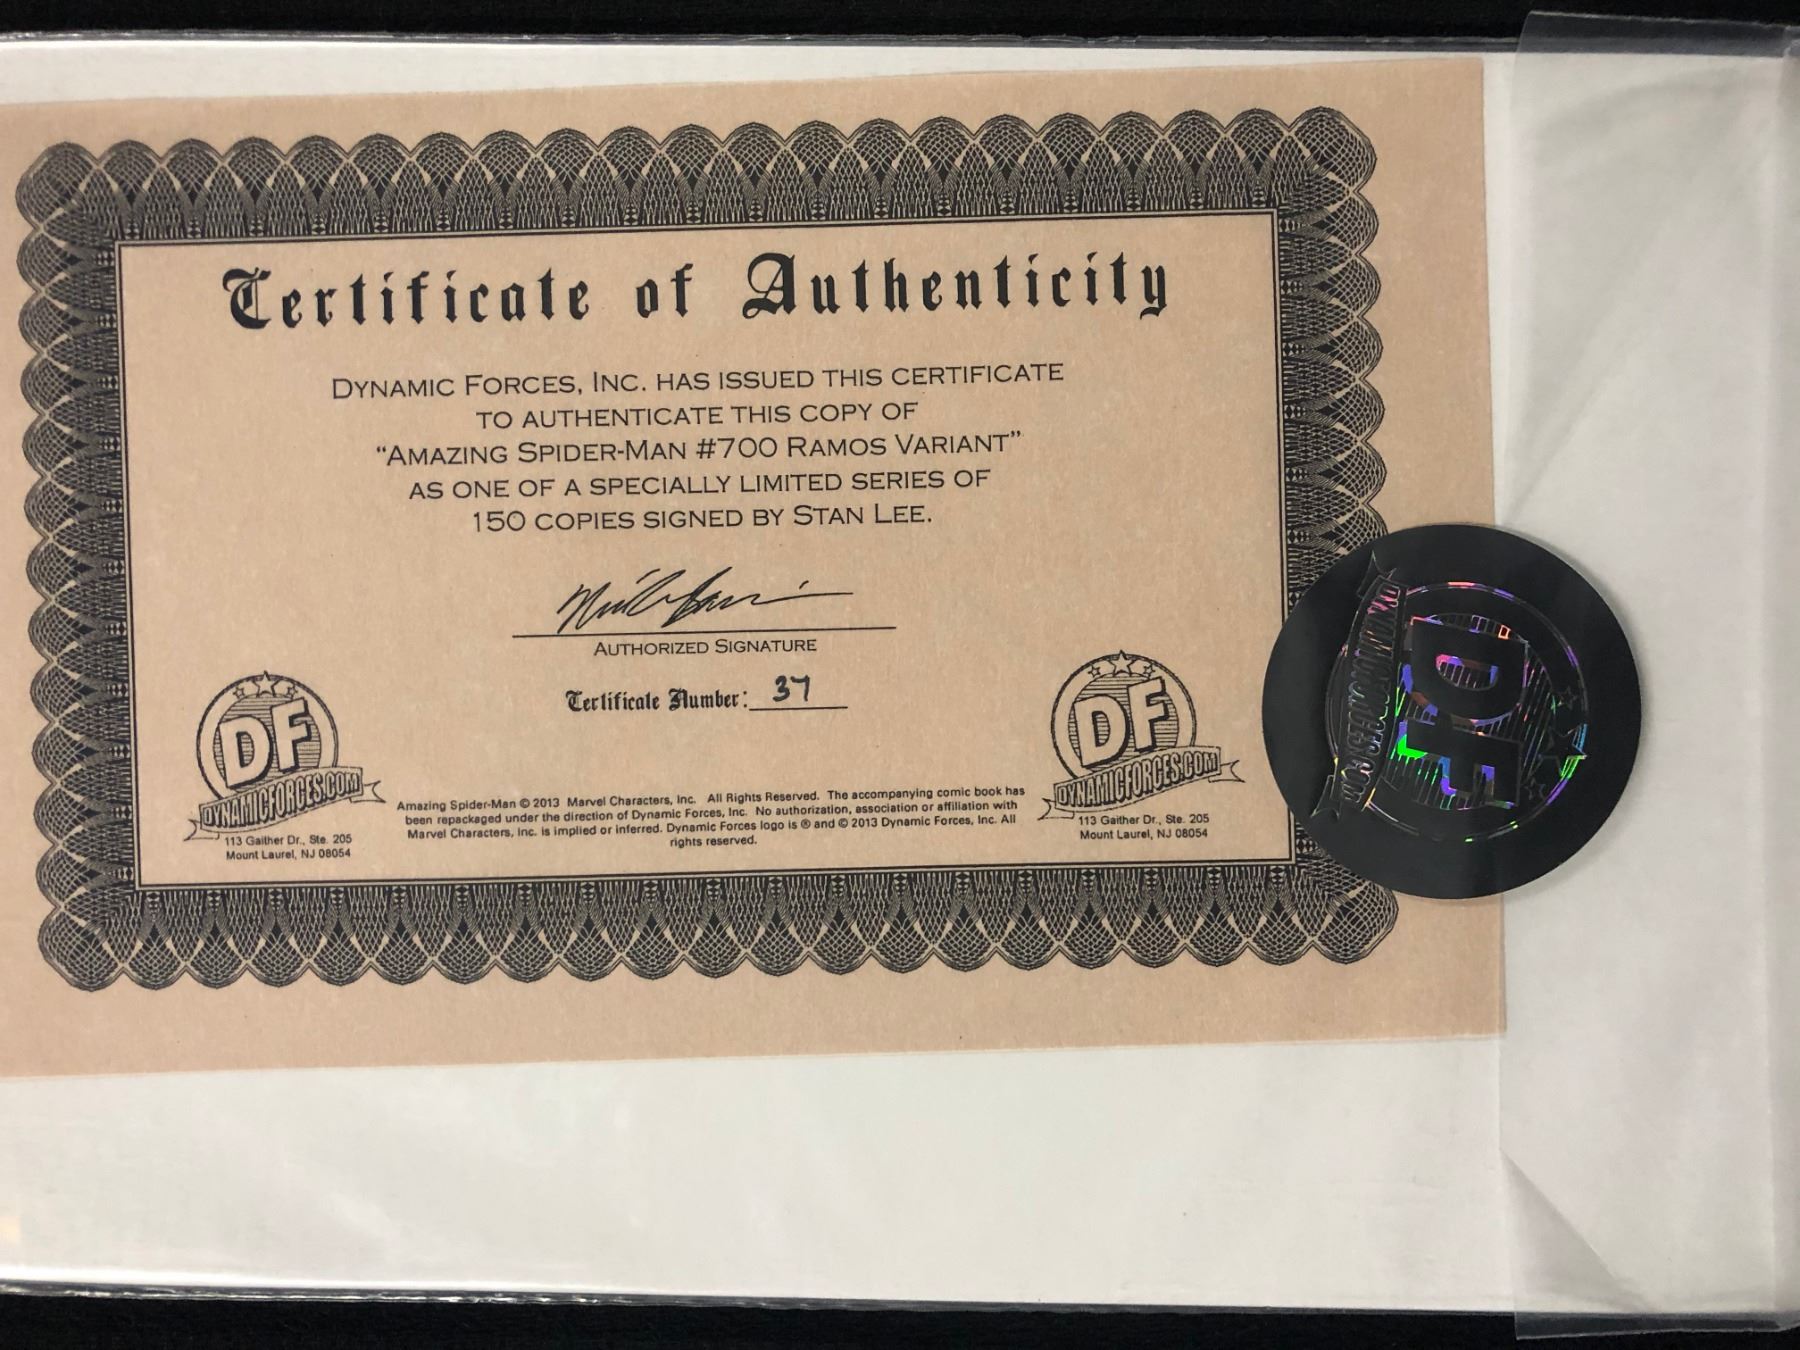 Certificate of Authenticity
DYNAMIC FORCES, INC. HAS ISSUED THIS CERTIFICATE
TO AUTHENTICATE THIS COPY OF
“AMAZING SPIDER-MAN #700 RAMOS VARIANT”
AS ONE OF A SPECIALLY LIMITED SERIES OF
150 COPIES SIGNED BY STAN LEE.
AUTHORIZED SIGNATURE
Certificate Number: 37
DF
DYNAMICFORCES.COM
113 Gaither Dr., Ste. 205
Mount Laurel, NJ 08054
Amazing Spider-Man © 2013 Marvel Characters, Inc. All Rights Reserved. The accompanying comic book has
been repackaged under the direction of Dynamic Forces, Inc. No authorization, association or affiliation with
Marvel Characters, Inc. is implied or inferred. Dynamic Forces logo is ® and © 2013 Dynamic Forces, Inc. All
rights reserved.
DF
DYNAMICFORCES.COM
113 Gaither Dr., Ste. 205
Mount Laurel, NJ 08054
DF
DYNAMICFORCES.COM